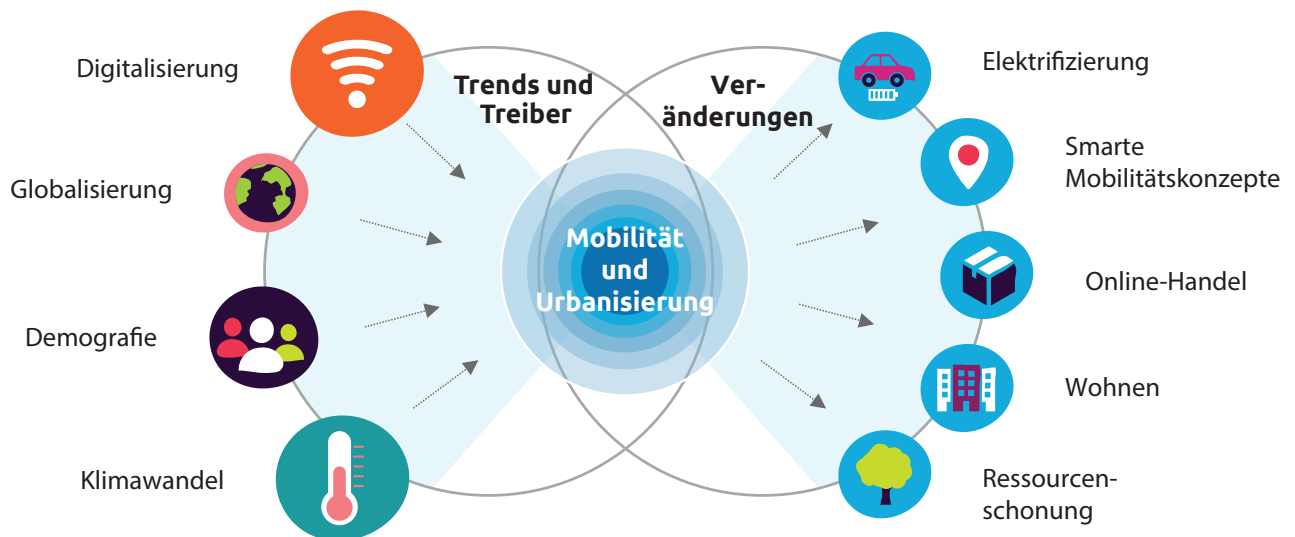 Digitalisierung
Globalisierung
Demografie
Klimawandel
Trends und
Treiber
Mobilität
und
Urbanisierung
Ver-
änderungen
Elektrifizierung
Smarte
Mobilitätskonzepte
Online-Handel
Wohnen
Ressourcen-
schonung